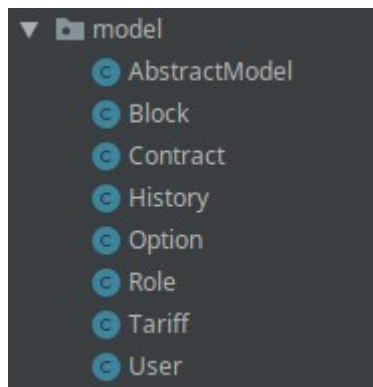 model
AbstractModel
Block
Contract
History
Option
Role
Tariff
User